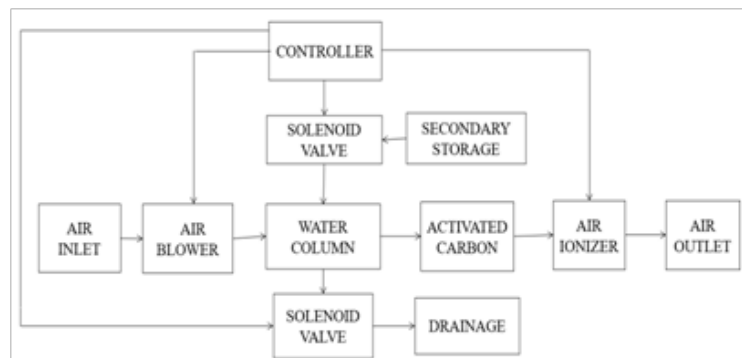 CONTROLLER
SOLENOID
VALVE
SECONDARY
STORAGE
AIR
INLET
AIR
BLOWER
WATER
COLUMN
ACTIVATED
CARBON
AIR
IONIZER
AIR
OUTLET
SOLENOID
VALVE
DRAINAGE